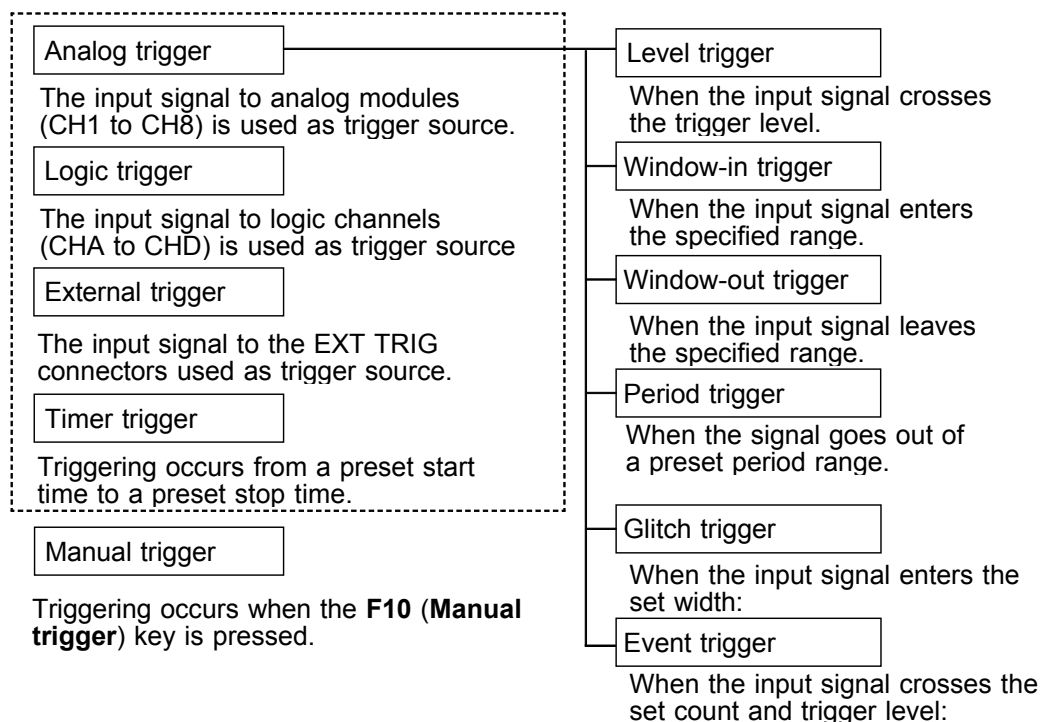 Analog trigger
The input signal to analog modules
(CH1 to CH8) is used as trigger source.
Logic trigger
The input signal to logic channels
(CHA to CHD) is used as trigger source
External trigger
The input signal to the EXT TRIG
connectors used as trigger source.
Timer trigger
Triggering occurs from a preset start
time to a preset stop time.
Manual trigger
Triggering occurs when the F10 (Manual
trigger) key is pressed.
Level trigger
When the input signal crosses
the trigger level.
Window-in trigger
When the input signal enters
the specified range.
Window-out trigger
When the input signal leaves
the specified range.
Period trigger
When the signal goes out of
a preset period range.
Glitch trigger
When the input signal enters the
set width:
Event trigger
When the input signal crosses the
set count and trigger level: